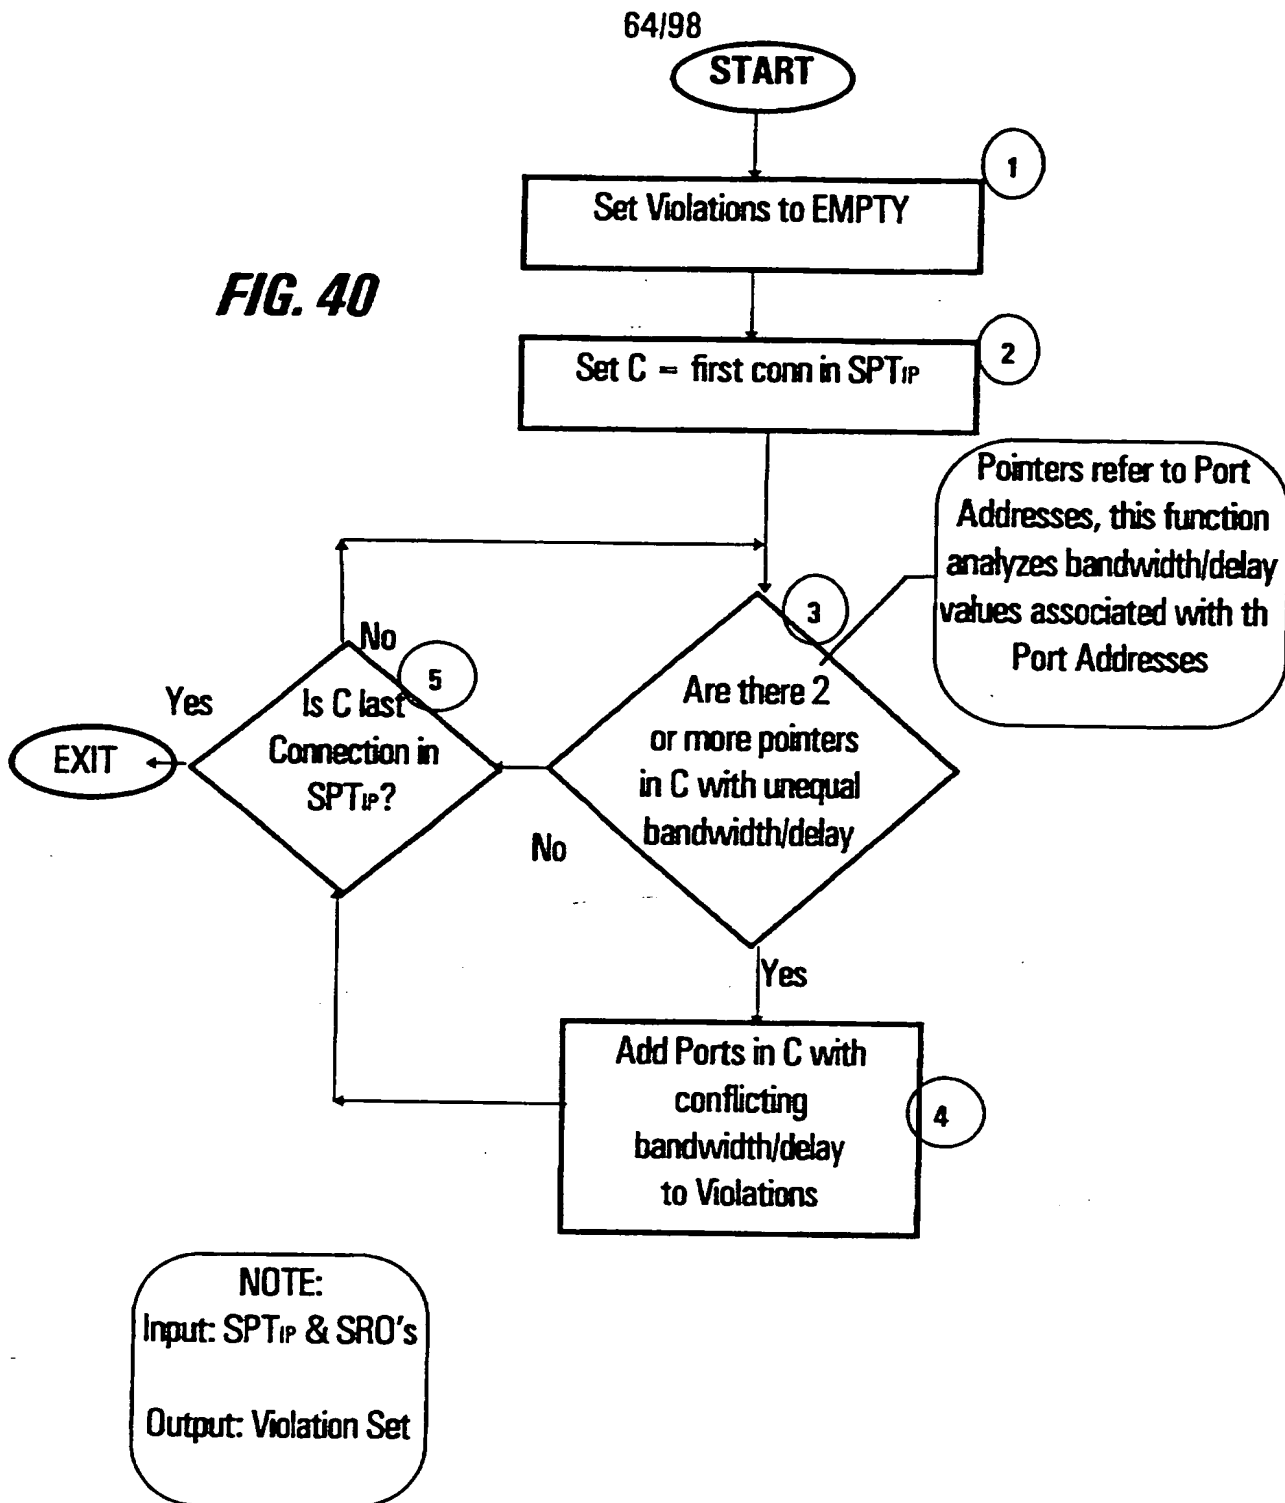 64/98
START
1
Set Violations to EMPTY
FIG. 40
2
Set C = first conn in SPTIP
Pointers refer to Port
Addresses, this function
analyzes bandwidth/delay
values associated with th
Port Addresses
3
Are there 2
or more pointers
in C with unequal
bandwidth/delay
No
5
Yes
Is C last
Connection in
SPTIP?
EXIT
No
Yes
Add Ports in C with
conflicting
bandwidth/delay
to Violations
4
NOTE:
Input: SPTIP & SRO's
Output: Violation Set